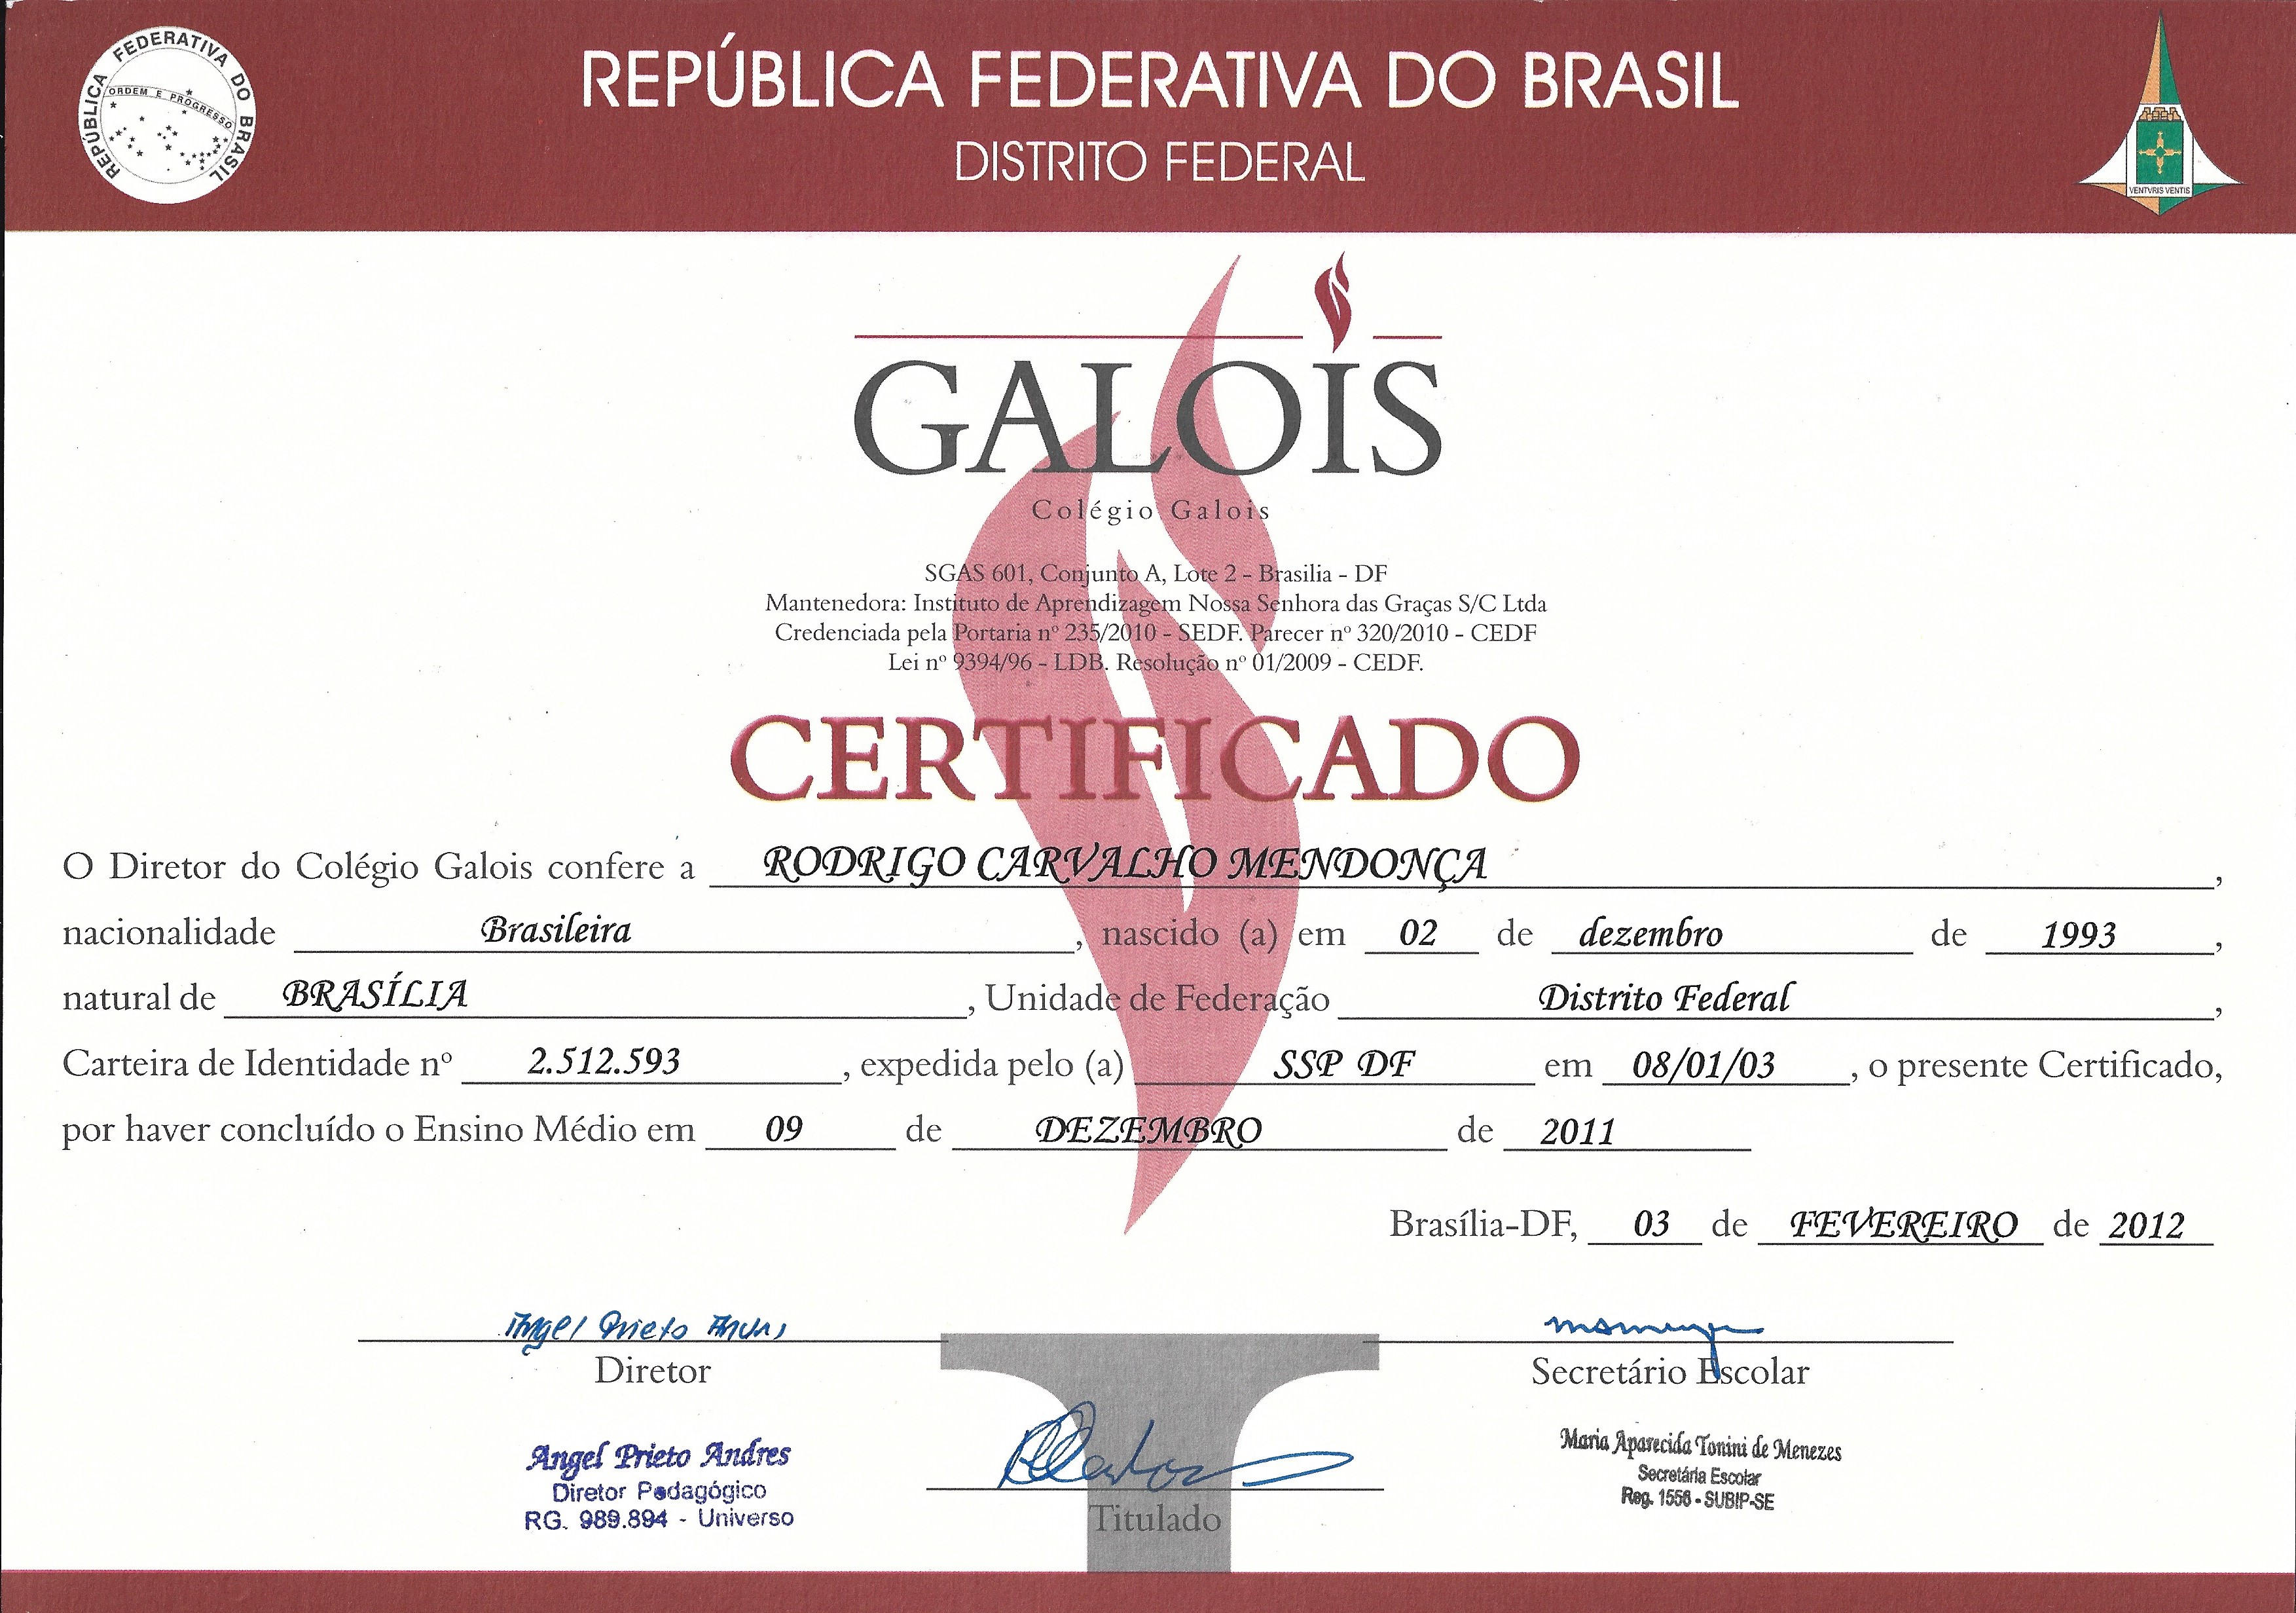 REPÚBLICA FEDERATIVA DO BRASIL
ORDEM E PROGRESSO
REPÚBLICA FEDERATIVA DO BRASIL
DISTRITO FEDERAL
VENTVRIS VENTIS
GALOIS
Colégio Galois
SGAS 601, Conjunto A, Lote 2 - Brasilia - DF
Mantenedora: Instituto de Aprendizagem Nossa Senhora das Graças S/C Ltda
Credenciada pela Portaria nº 235/2010 - SEDF. Parecer nº 320/2010 - CEDF
Lei nº 9394/96 - LDB. Resolução nº 01/2009 - CEDF.
CERTIFICADO
O Diretor do Colégio Galois confere a RODRIGO CARVALHO MENDONÇA,
nacionalidade Brasileira, nascido (a) em 02 de dezembro de 1993,
natural de BRASÍLIA, Unidade de Federação Distrito Federal,
Carteira de Identidade nº 2.512.593, expedida pelo (a) SSP DF em 08/01/03, o presente Certificado,
por haver concluído o Ensino Médio em 09 de DEZEMBRO de 2011
Brasília-DF, 03 de FEVEREIRO de 2012
Angel Prieto Andres
Diretor
Secretário Escolar
Angel Prieto Andres
Diretor Pedagógico
RG. 989.894 - Universo
Titulado
Maria Aparecida Tonini de Menezes
Secretária Escolar
Reg. 1556 - SUBIP-SE